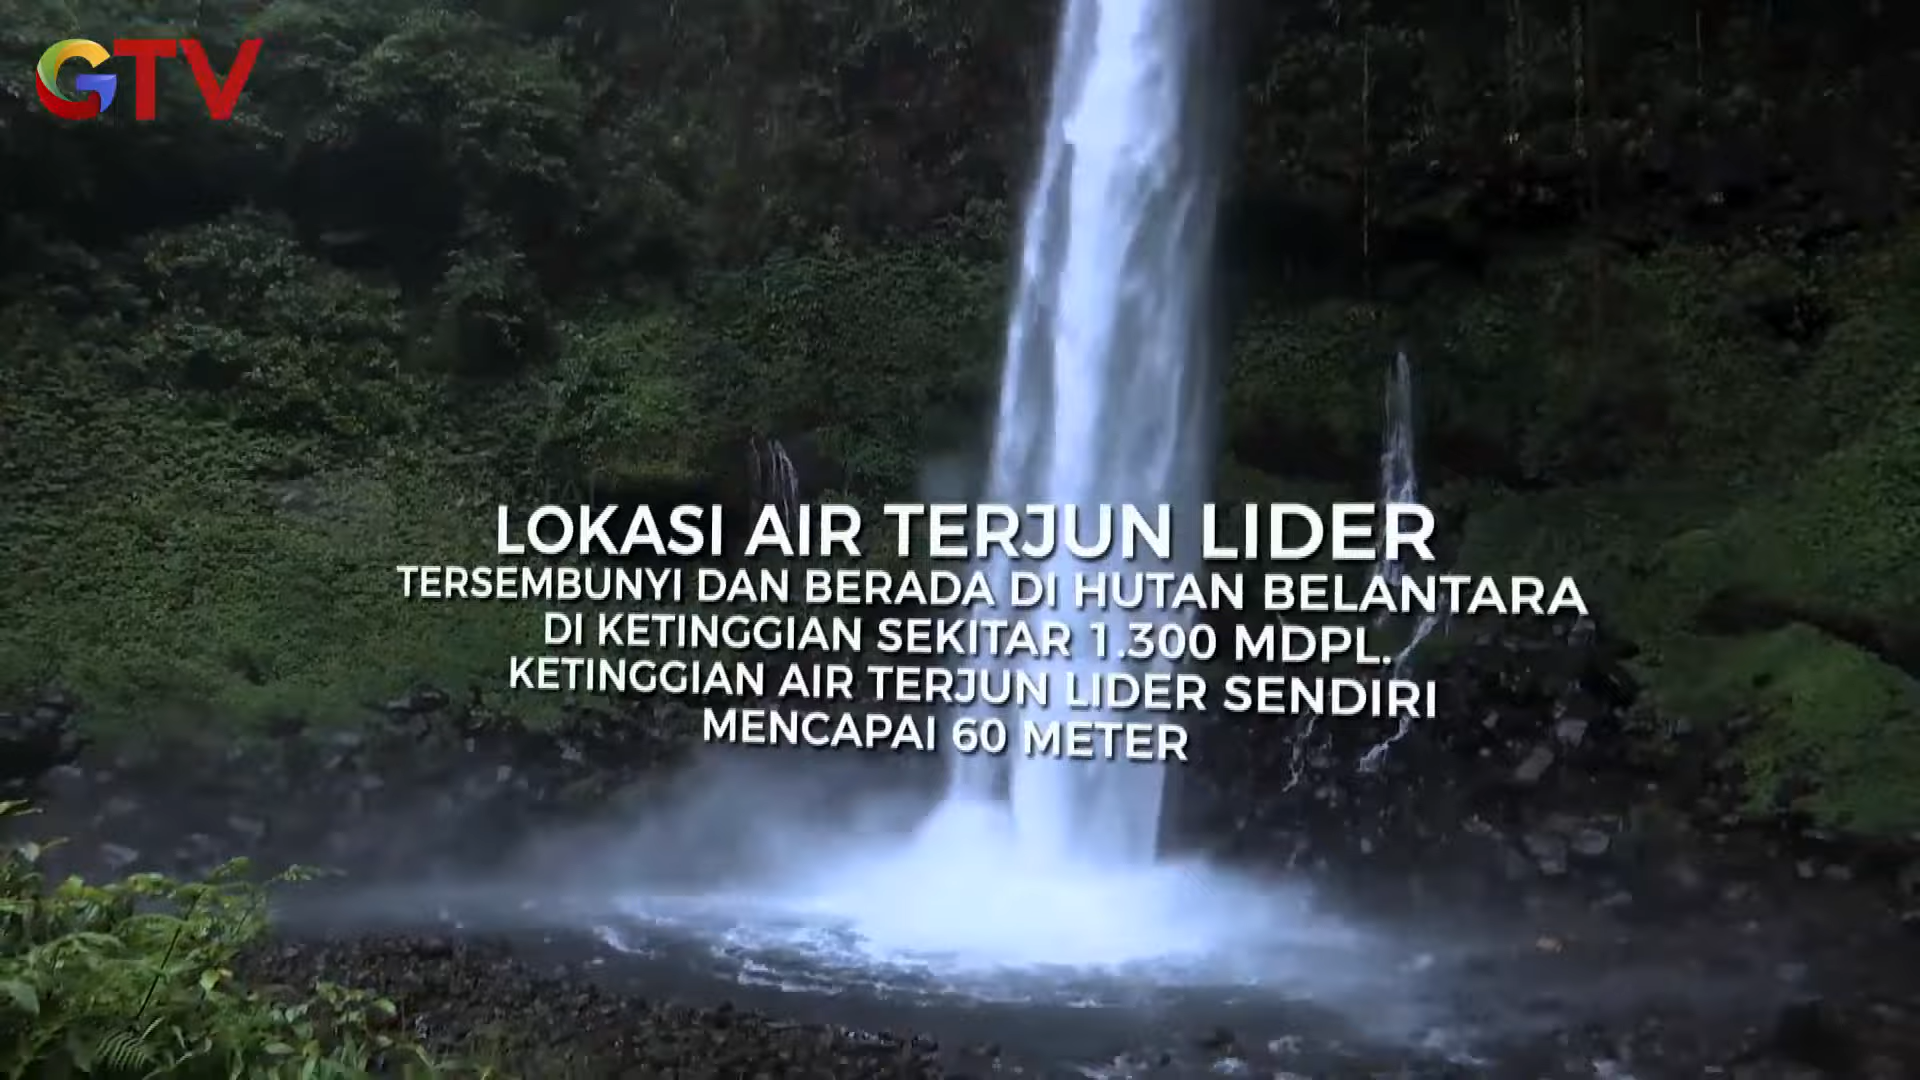 GTV
LOKASI AIR TERJUN LIDER
TERSEMBUNYI DAN BERADA DI HUTAN BELANTARA
DI KETINGGIAN SEKITAR 1.300 MDPL.
KETINGGIAN AIR TERJUN LIDER SENDIRI
MENCAPAI 60 METER